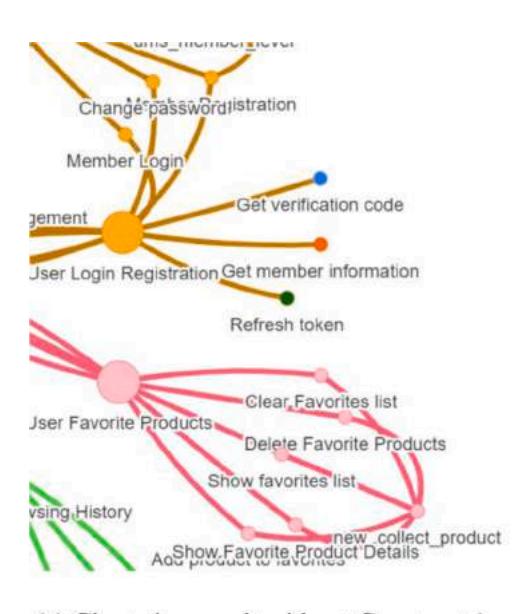 ums_member_level
Change password
Member Registration
Member Login
gement
Get verification code
User Login Registration
Get member information
Refresh token
Clear Favorites list
User Favorite Products
Delete Favorite Products
Show favorites list
wsing History
new_collect_product
Show Favorite Product Details
Add product to favorites